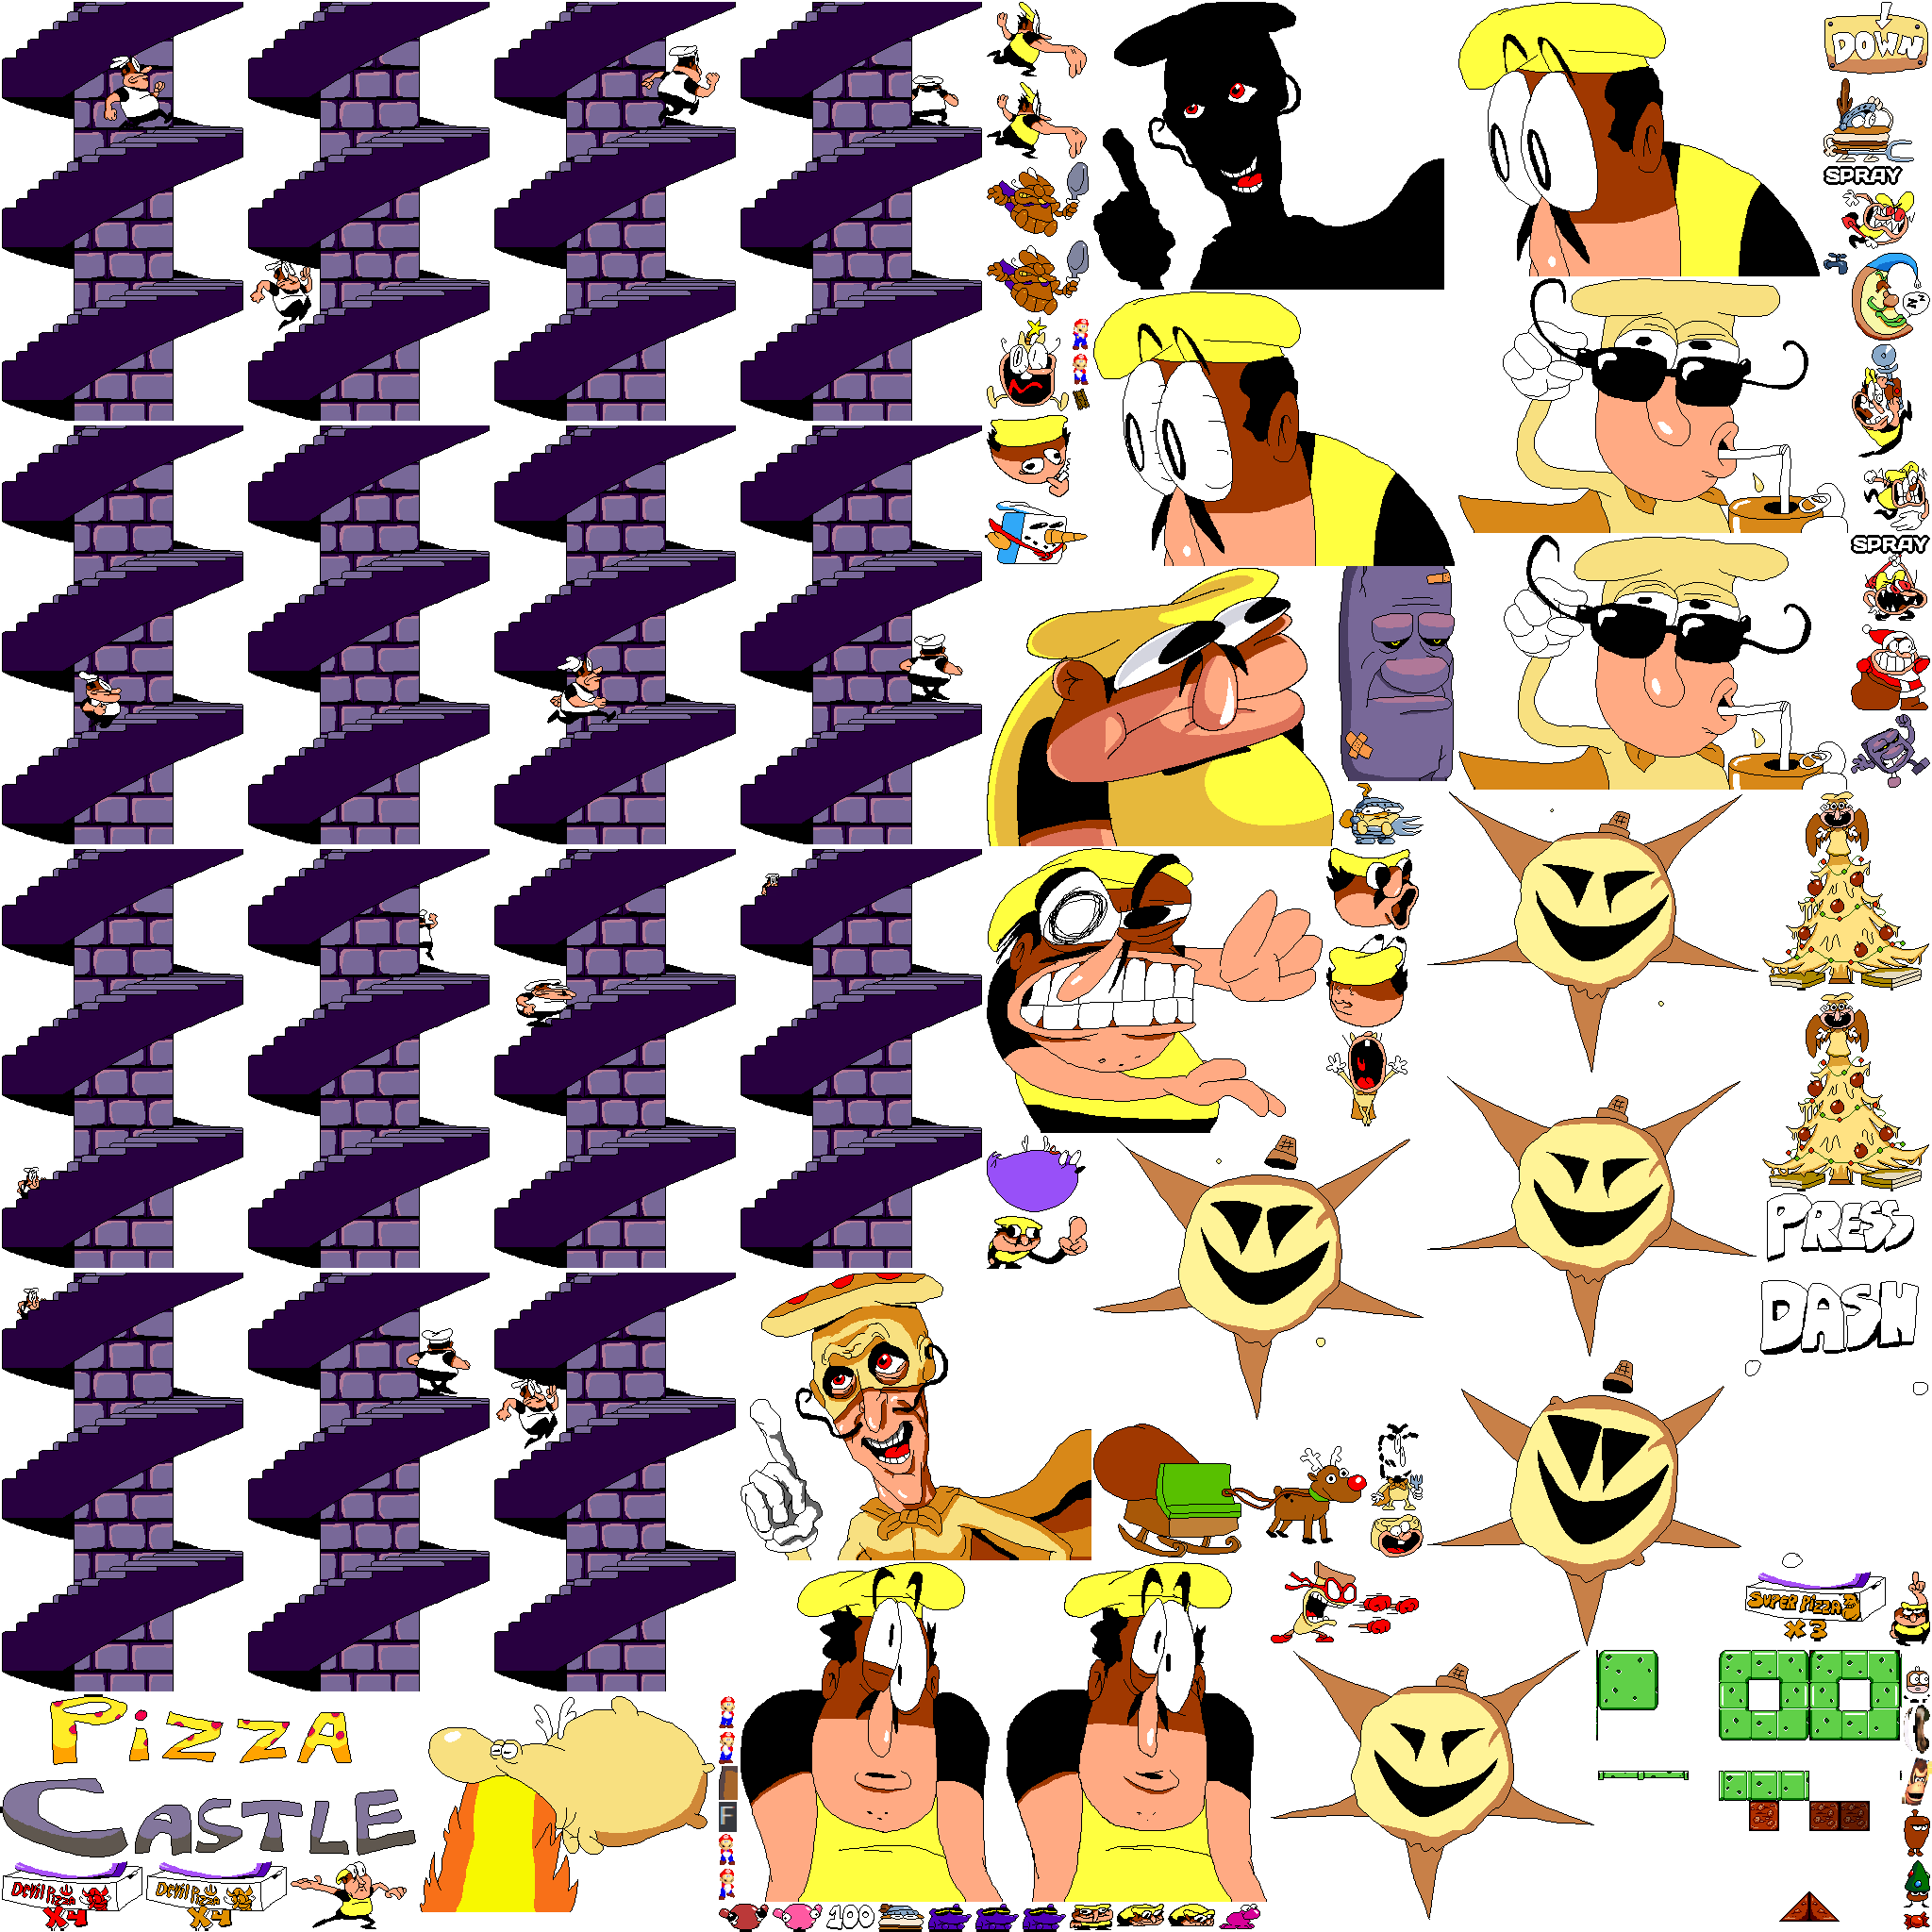 DOWN
SPRAY
SPRAY
PRESS
DASH
SUPER PIZZA
X3
PIZZA
CASTLE
F
Devil Pizza
X4
Devil Pizza
X4
100